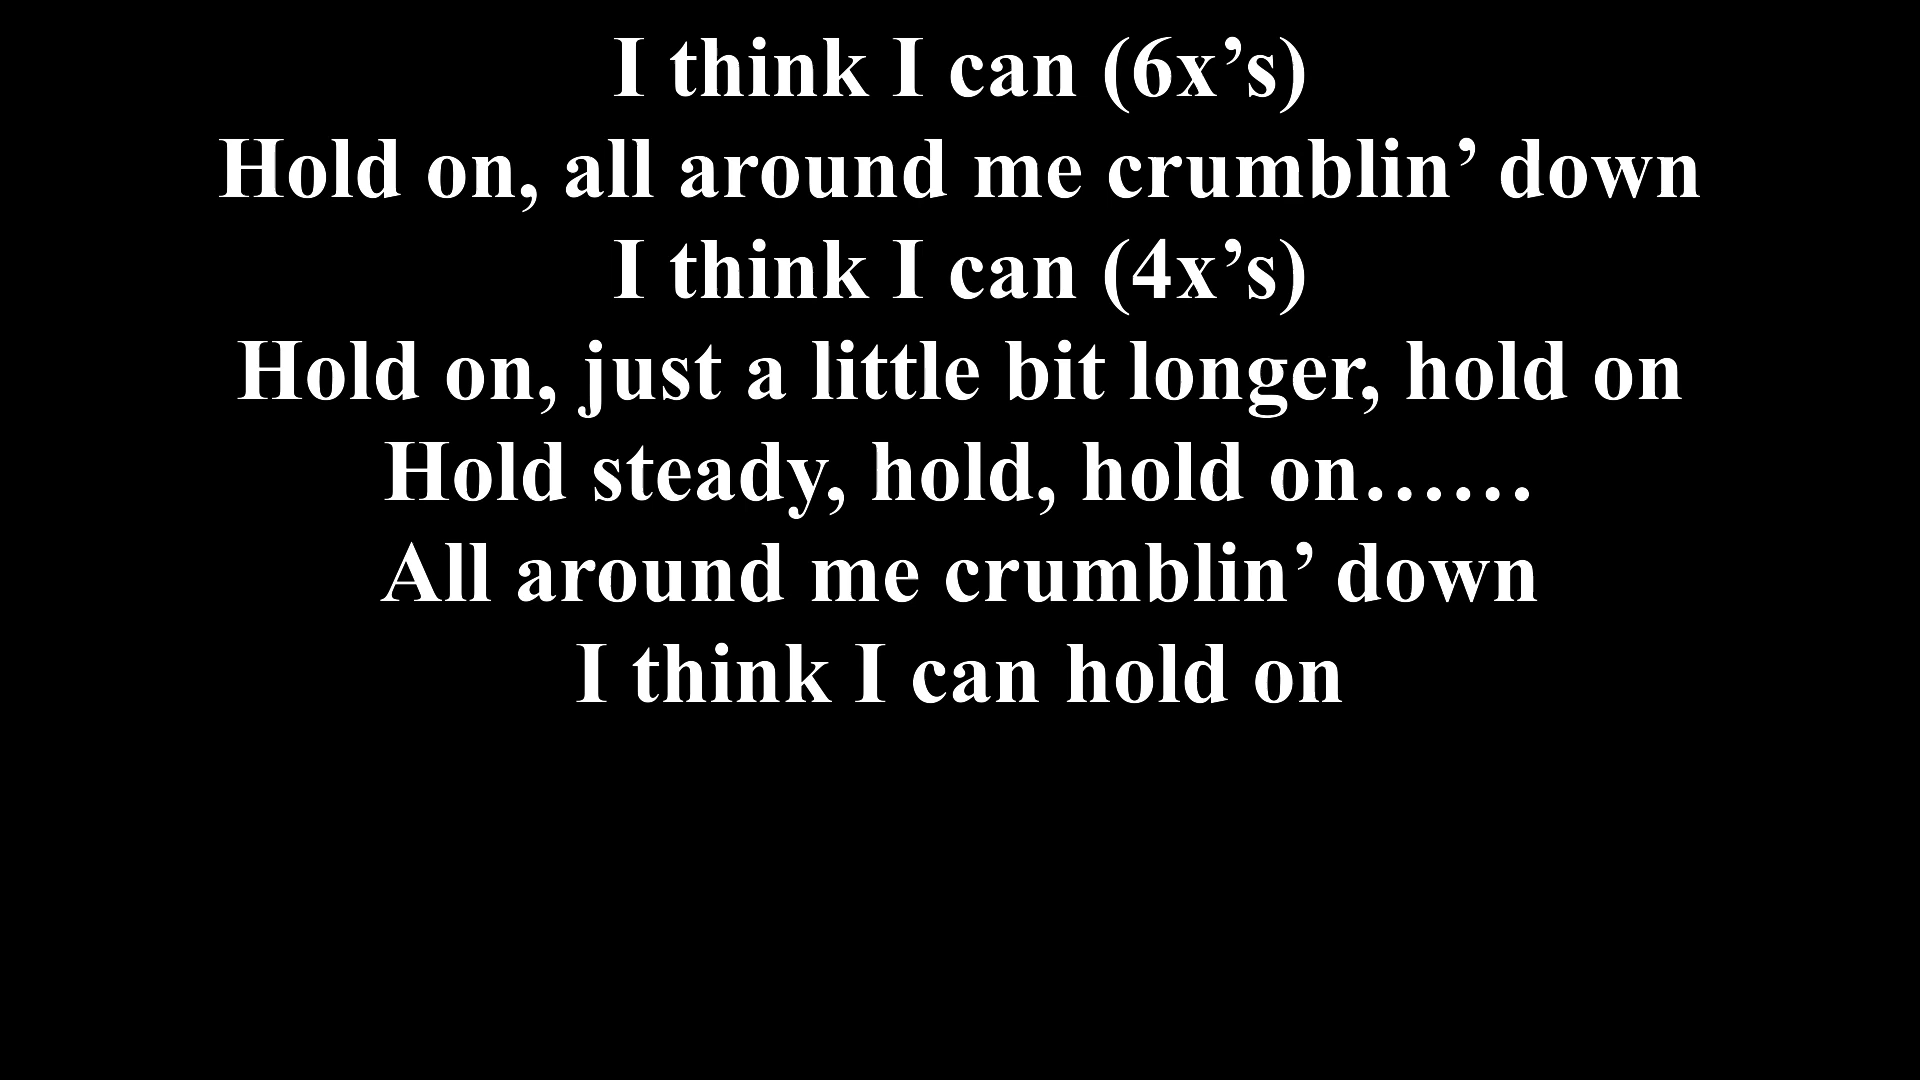 I think I can (6x’s)
Hold on, all around me crumblin’ down
I think I can (4x’s)
Hold on, just a little bit longer, hold on
Hold steady, hold, hold on……
All around me crumblin’ down
I think I can hold on